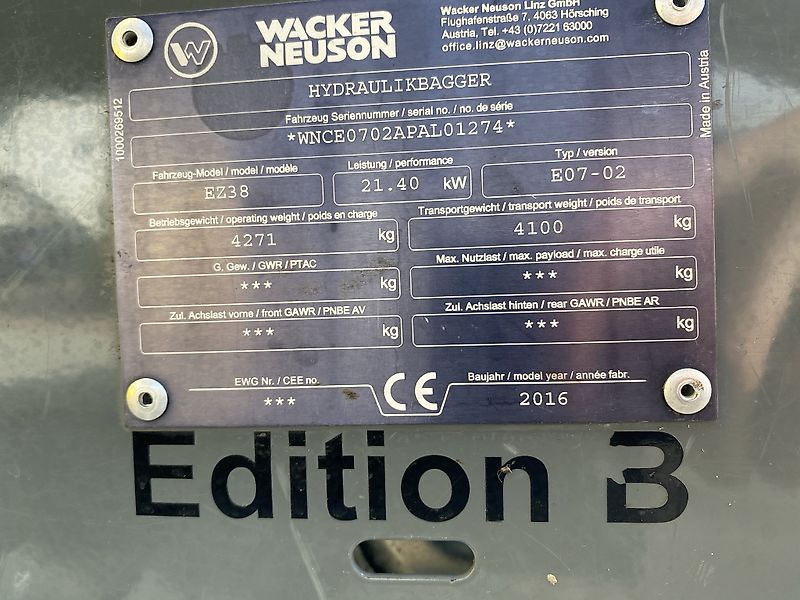 W
WACKER
NEUSON
Wacker Neuson Linz GmbH
Flughafenstraße 7, 4063 Hörsching
Austria, Tel. +43 (0)7221 63000
office.linz@wackerneuson.com
HYDRAULIKBAGGER
Fahrzeug Seriennummer / serial no. / no. de série
*WNCE0702APAL01274*
1000269512
Made in Austria
Fahrzeug-Model / model / modèle
EZ38
Leistung / performance
21.40 kW
Typ / version
E07-02
Betriebsgewicht / operating weight / poids en charge
4271 kg
Transportgewicht / transport weight / poids de transport
4100 kg
G. Gew. / GWR / PTAC
*** kg
Max. Nutzlast / max. payload / max. charge utile
*** kg
Zul. Achslast vorne / front GAWR / PNBE AV
*** kg
Zul. Achslast hinten / rear GAWR / PNBE AR
*** kg
EWG Nr. / CEE no.
***
CE
Baujahr / model year / année fabr.
2016
Edition B